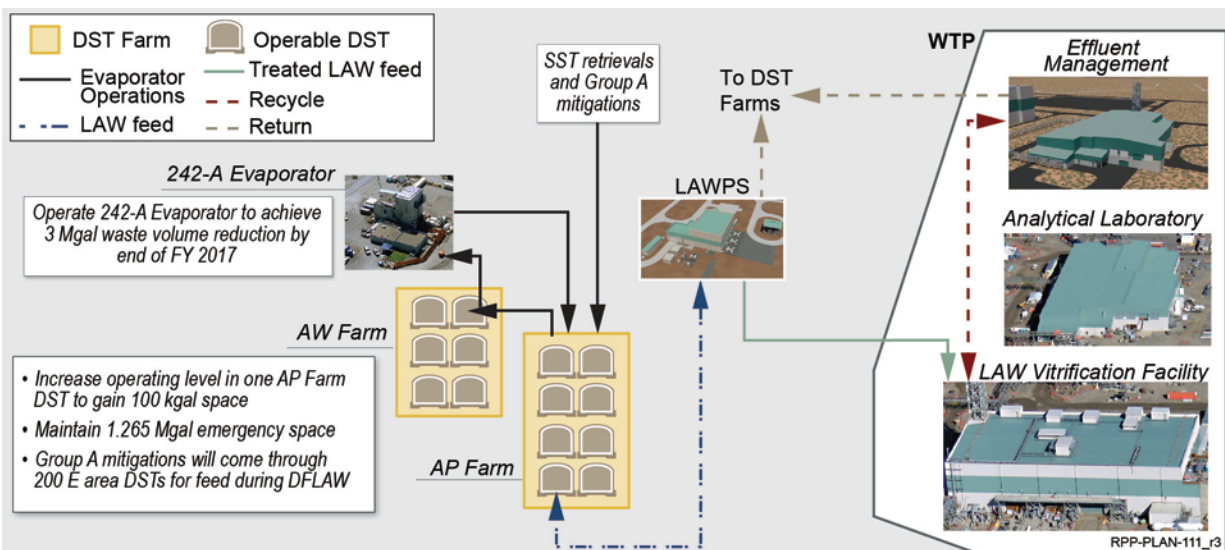 DST Farm
Operable DST
Evaporator
Operations
Treated LAW feed
Recycle
LAW feed
Return
SST retrievals
and Group A
mitigations
To DST
Farms
WTP
Effluent
Management
242-A Evaporator
Operate 242-A Evaporator to achieve
3 Mgal waste volume reduction by
end of FY 2017
LAWPS
Analytical Laboratory
AW Farm
• Increase operating level in one AP Farm
DST to gain 100 kgal space
• Maintain 1.265 Mgal emergency space
• Group A mitigations will come through
200 E area DSTs for feed during DFLAW
AP Farm
LAW Vitrification Facility
RPP-PLAN-111_r3